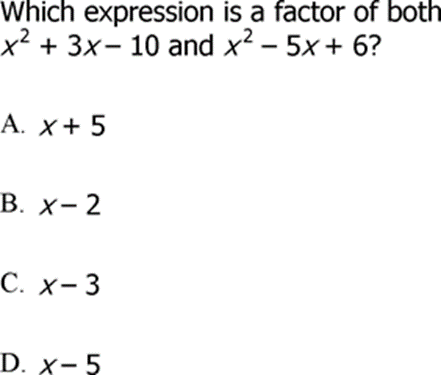 Which expression is a factor of both
x² + 3x – 10 and x² – 5x + 6?
A. x + 5
B. x – 2
C. x – 3
D. x – 5